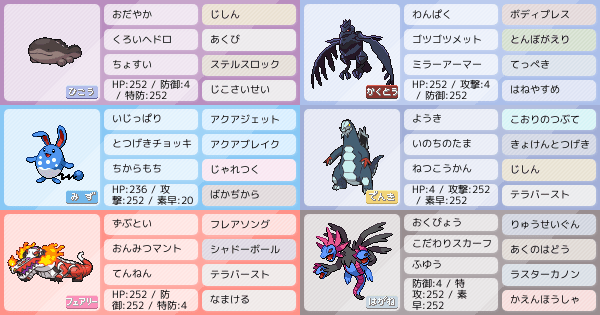 おだやか
じしん
くろいヘドロ
あくび
ちょすい
ステルスロック
HP:252 / 防御:4
/ 特防:252
じこさいせい
ひこう
わんぱく
ボディプレス
ゴツゴツメット
とんぼがえり
ミラーアーマー
てっぺき
HP:252 / 攻撃:4
/ 防御:252
はねやすめ
かくとう
いじっぱり
アクアジェット
とつげきチョッキ
アクアブレイク
ちからもち
じゃれつく
HP:236 / 攻
撃:252 / 素早:20
ばかぢから
みず
ようき
こおりのつぶて
いのちのたま
きょけんとつげき
ねつこうかん
じしん
HP:4 / 攻撃:252
/ 素早:252
テラバースト
でんき
ずぶとい
フレアソング
おんみつマント
シャドーボール
てんねん
テラバースト
HP:252 / 防
御:252 / 特防:4
なまける
フェアリー
おくびょう
りゅうせいぐん
こだわりスカーフ
あくのはどう
ふゆう
ラスターカノン
防御:4 / 特
攻:252 / 素
早:252
かえんほうしゃ
はがね